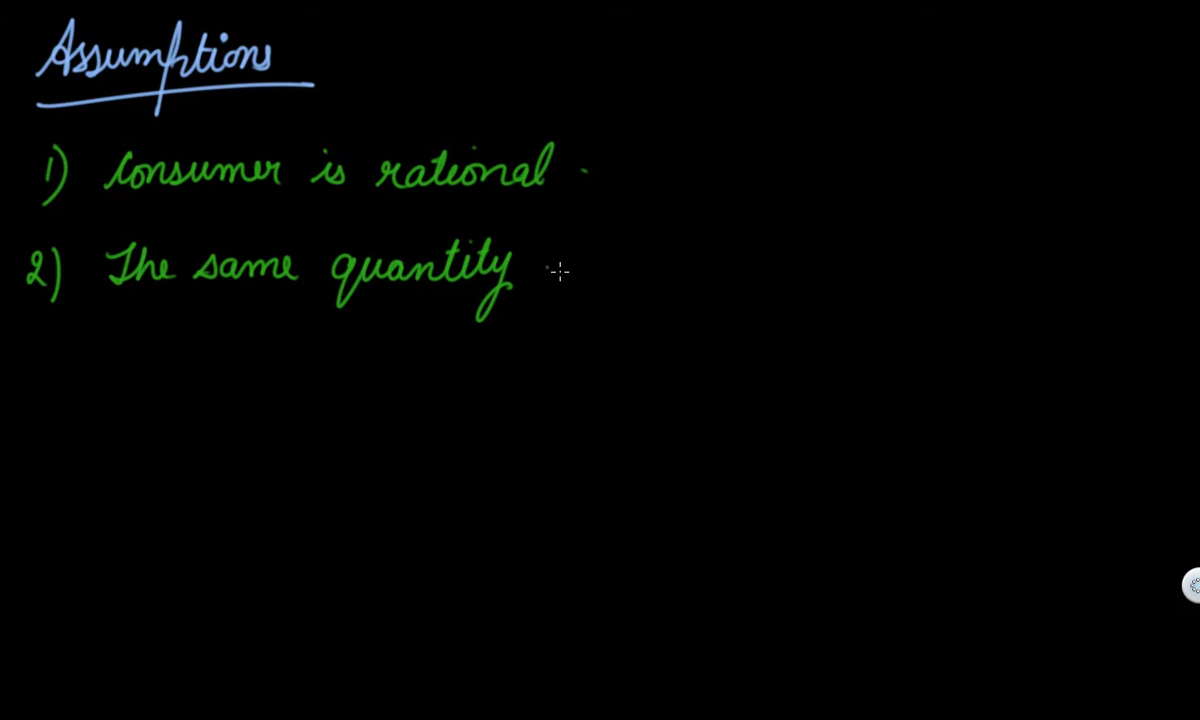 Assumptions
1) Consumer is rational.
2) The same quantity